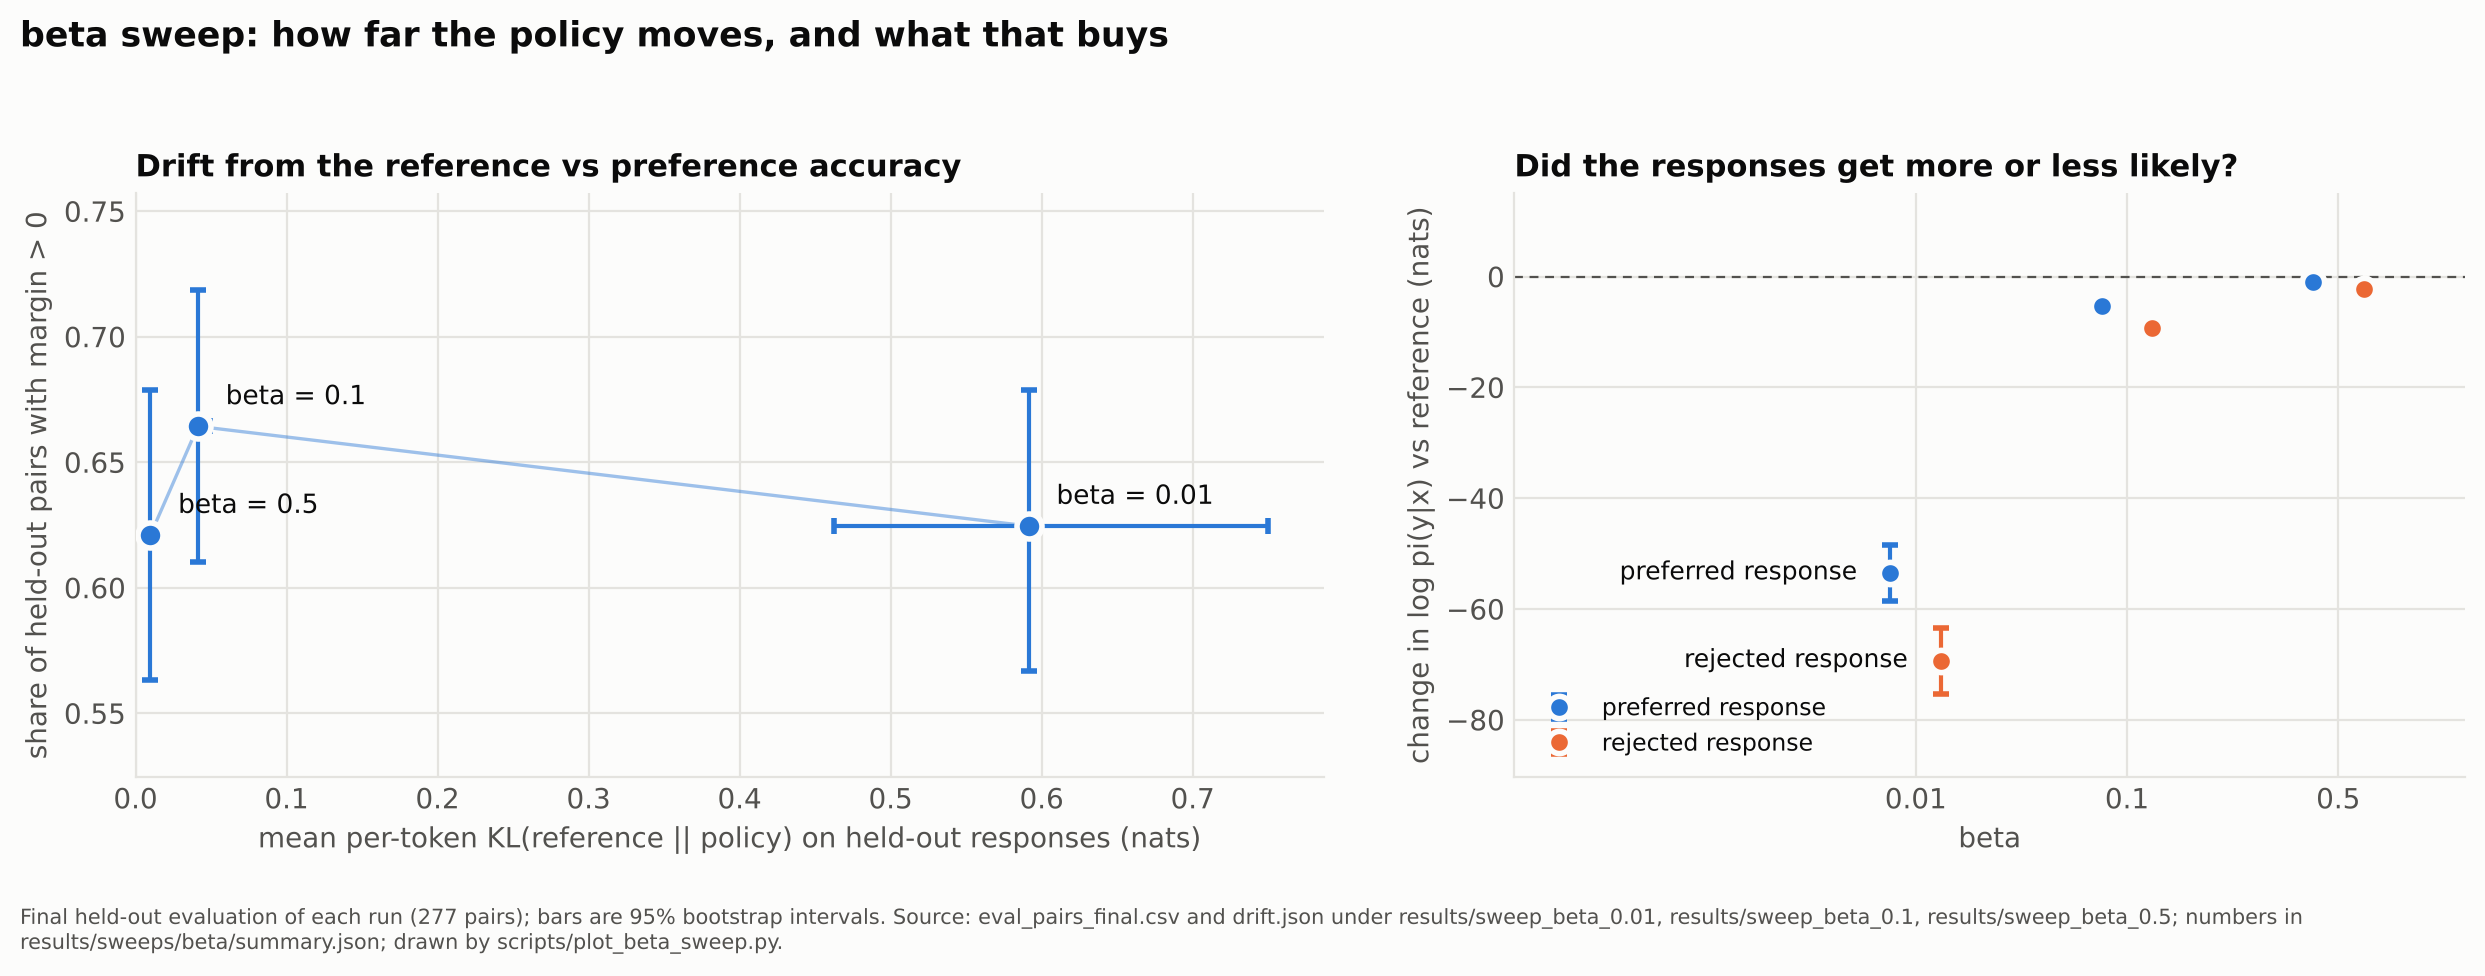 beta sweep: how far the policy moves, and what that buys
Drift from the reference vs preference accuracy
share of held-out pairs with margin > 0
0.75
0.70
0.65
0.60
0.55
beta = 0.1
beta = 0.5
beta = 0.01
0.0 0.1 0.2 0.3 0.4 0.5 0.6 0.7
mean per-token KL(reference || policy) on held-out responses (nats)
Did the responses get more or less likely?
change in log pi(y|x) vs reference (nats)
0
−20
−40
−60
−80
preferred response
rejected response
preferred response
rejected response
0.01 0.1 0.5
beta
Final held-out evaluation of each run (277 pairs); bars are 95% bootstrap intervals. Source: eval_pairs_final.csv and drift.json under results/sweep_beta_0.01, results/sweep_beta_0.1, results/sweep_beta_0.5; numbers in
results/sweeps/beta/summary.json; drawn by scripts/plot_beta_sweep.py.